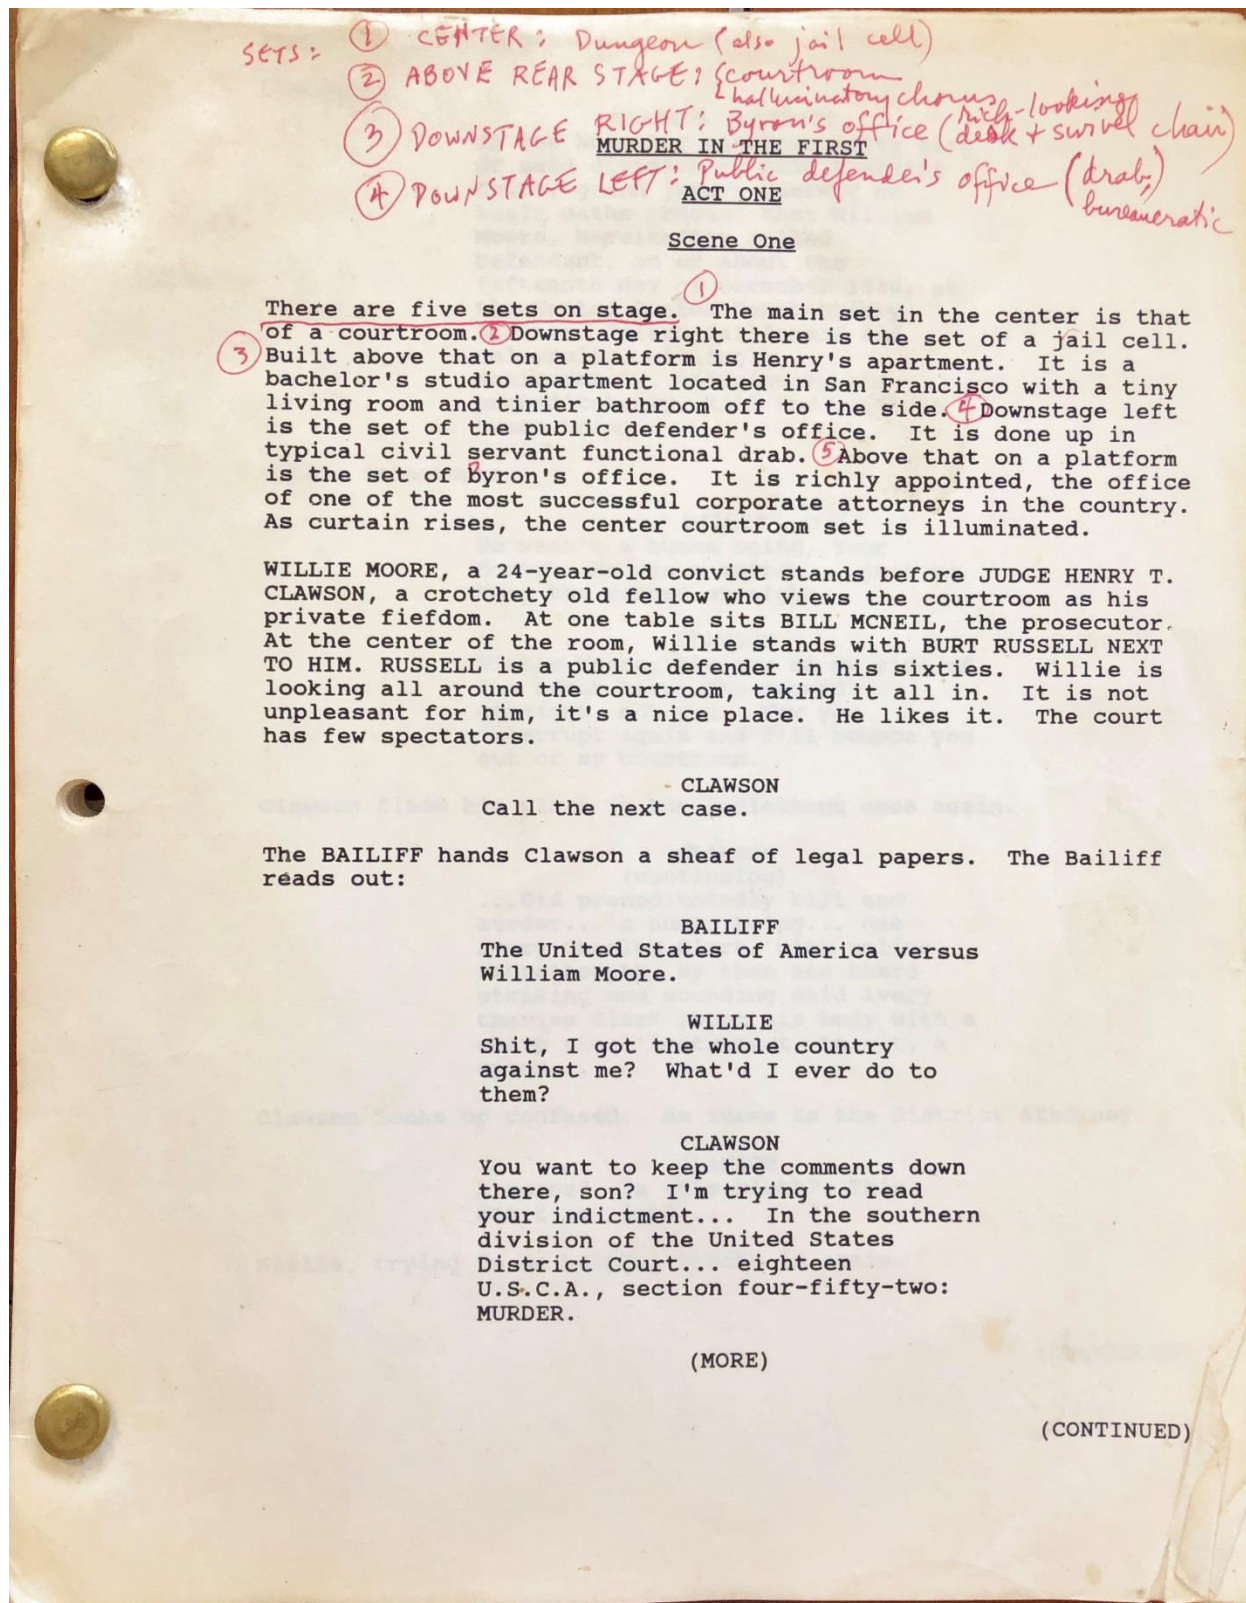 SETS: ① CENTER: Dungeon (also jail cell)
② ABOVE REAR STAGE: { courtroom
hallucinatory chorus
③ DOWNSTAGE RIGHT: Byron's office (rich-looking desk + swivel chair)
MURDER IN THE FIRST
④ DOWNSTAGE LEFT: Public defender's office (drab, bureaucratic
ACT ONE
Scene One
There are five sets on stage. ① The main set in the center is that
of a courtroom. ② Downstage right there is the set of a jail cell.
③ Built above that on a platform is Henry's apartment. It is a
bachelor's studio apartment located in San Francisco with a tiny
living room and tinier bathroom off to the side. ④ Downstage left
is the set of the public defender's office. It is done up in
typical civil servant functional drab. ⑤ Above that on a platform
is the set of Byron's office. It is richly appointed, the office
of one of the most successful corporate attorneys in the country.
As curtain rises, the center courtroom set is illuminated.
WILLIE MOORE, a 24-year-old convict stands before JUDGE HENRY T.
CLAWSON, a crotchety old fellow who views the courtroom as his
private fiefdom. At one table sits BILL MCNEIL, the prosecutor.
At the center of the room, Willie stands with BURT RUSSELL NEXT
TO HIM. RUSSELL is a public defender in his sixties. Willie is
looking all around the courtroom, taking it all in. It is not
unpleasant for him, it's a nice place. He likes it. The court
has few spectators.
CLAWSON
Call the next case.
The BAILIFF hands Clawson a sheaf of legal papers. The Bailiff
reads out:
BAILIFF
The United States of America versus
William Moore.
WILLIE
Shit, I got the whole country
against me? What'd I ever do to
them?
CLAWSON
You want to keep the comments down
there, son? I'm trying to read
your indictment... In the southern
division of the United States
District Court... eighteen
U.S.C.A., section four-fifty-two:
MURDER.
(MORE)
(CONTINUED)